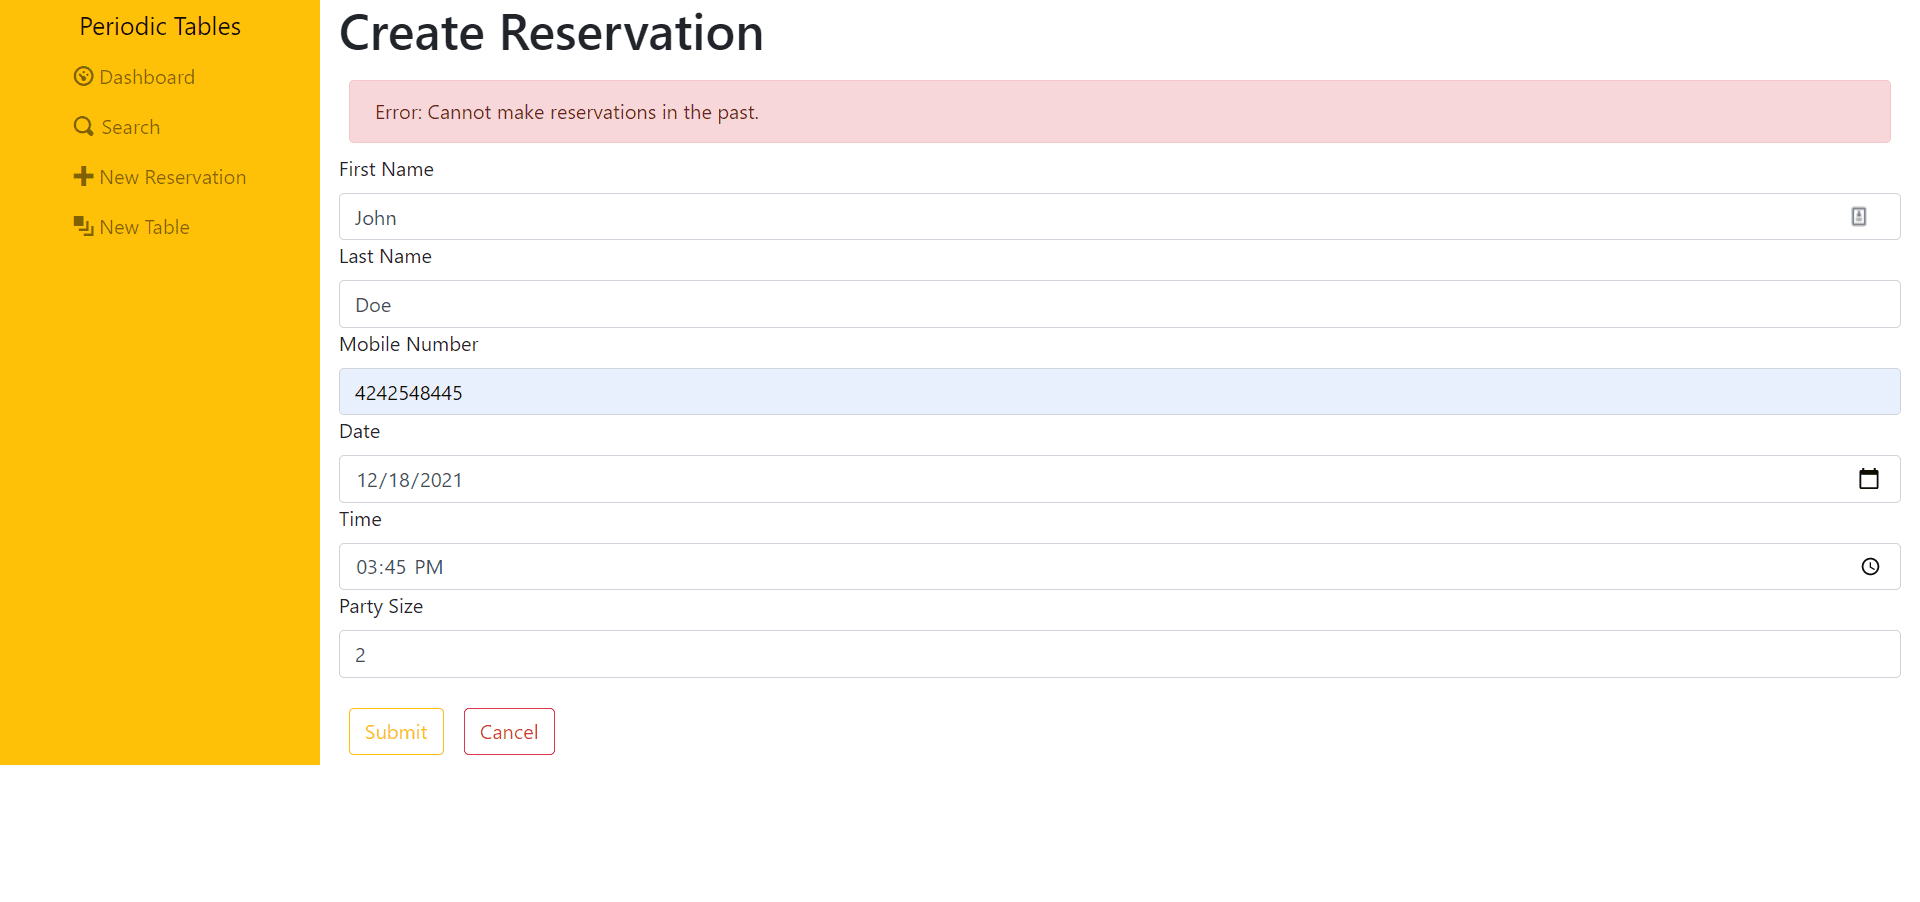 Periodic Tables
Dashboard
Search
New Reservation
New Table
Create Reservation
Error: Cannot make reservations in the past.
First Name
John
Last Name
Doe
Mobile Number
4242548445
Date
12/18/2021
Time
03:45 PM
Party Size
2
Submit
Cancel